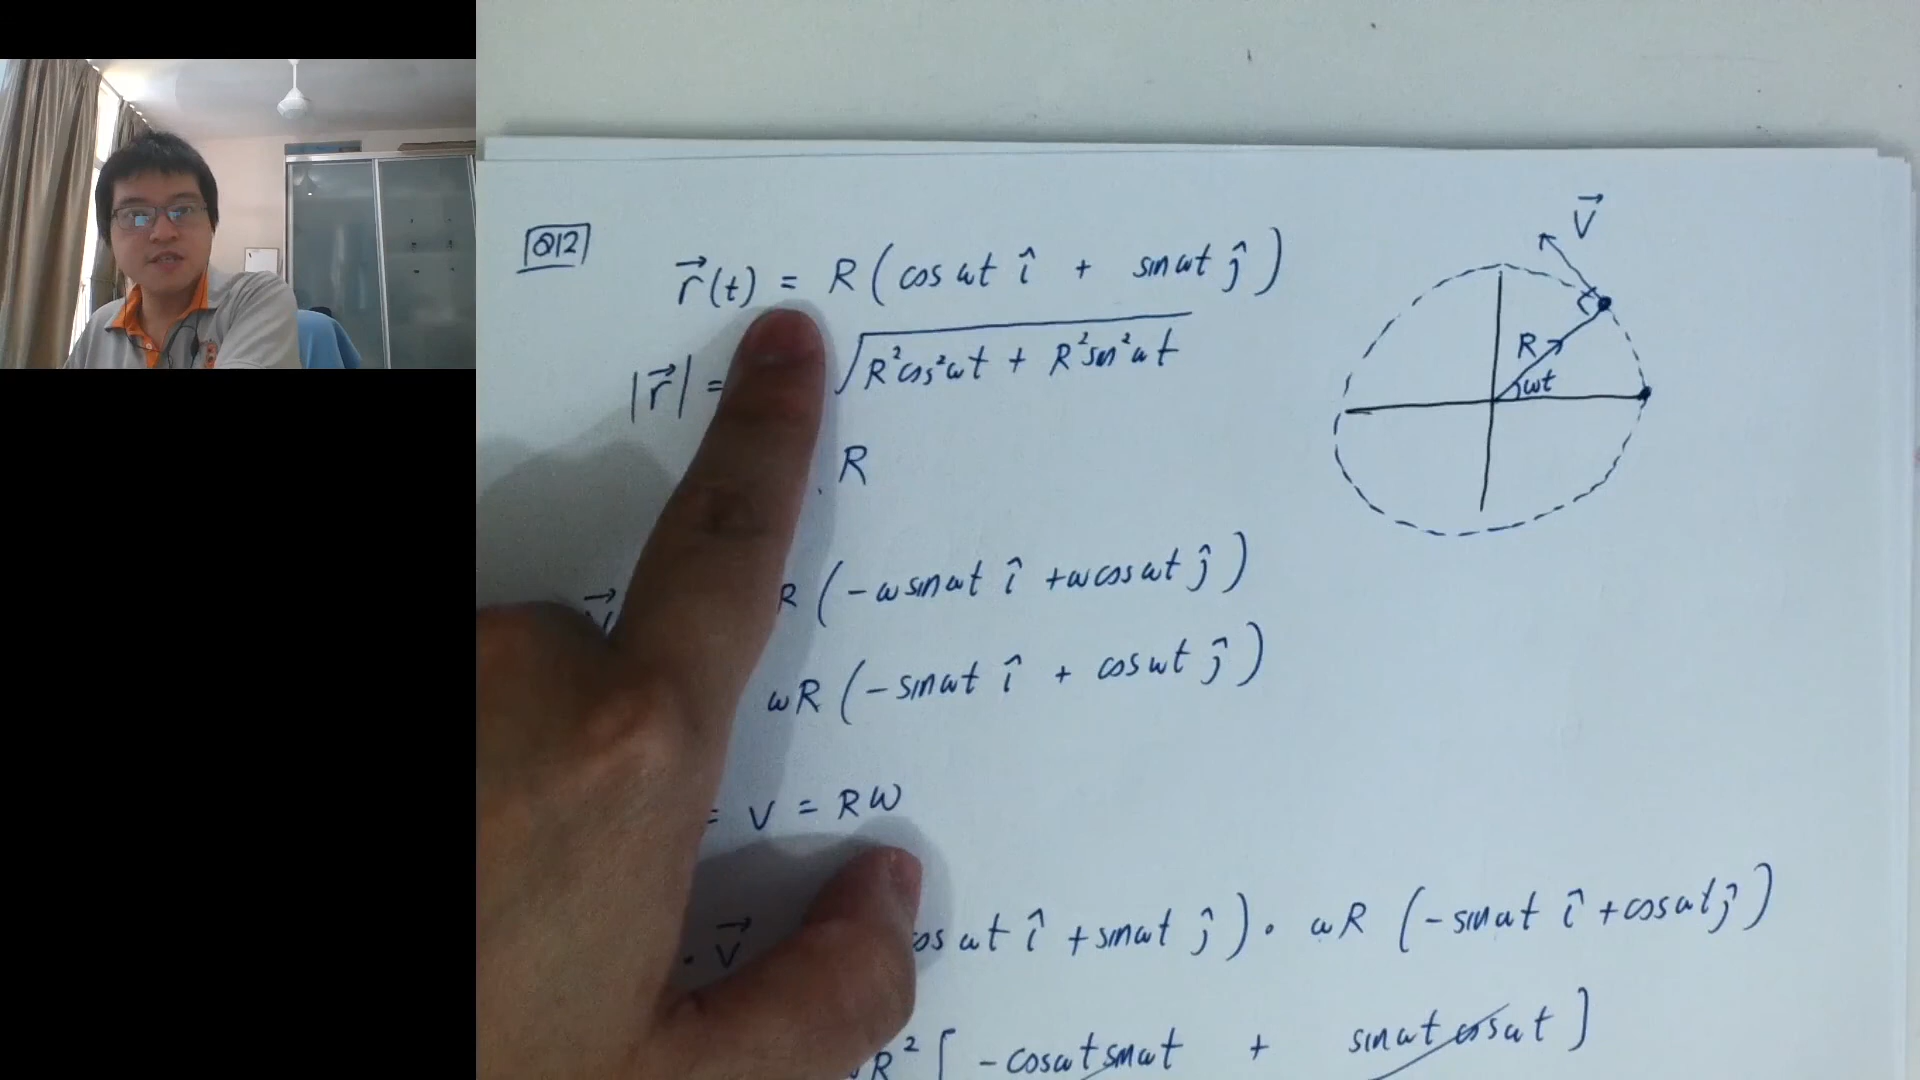 Q12
r⃗(t) = R ( cos ωt î + sin ωt ĵ )
|r⃗| = √(R²cos²ωt + R²sin²ωt)
R
v⃗ R ( -ω sin ωt î + ω cos ωt ĵ )
ωR ( -sin ωt î + cos ωt ĵ )
= v = Rω
· v⃗ cos ωt î + sin ωt ĵ ) · ωR ( -sin ωt î + cos ωt ĵ )
R² [ -cos ωt sin ωt + sin ωt cos ωt ]
v⃗
R
ωt